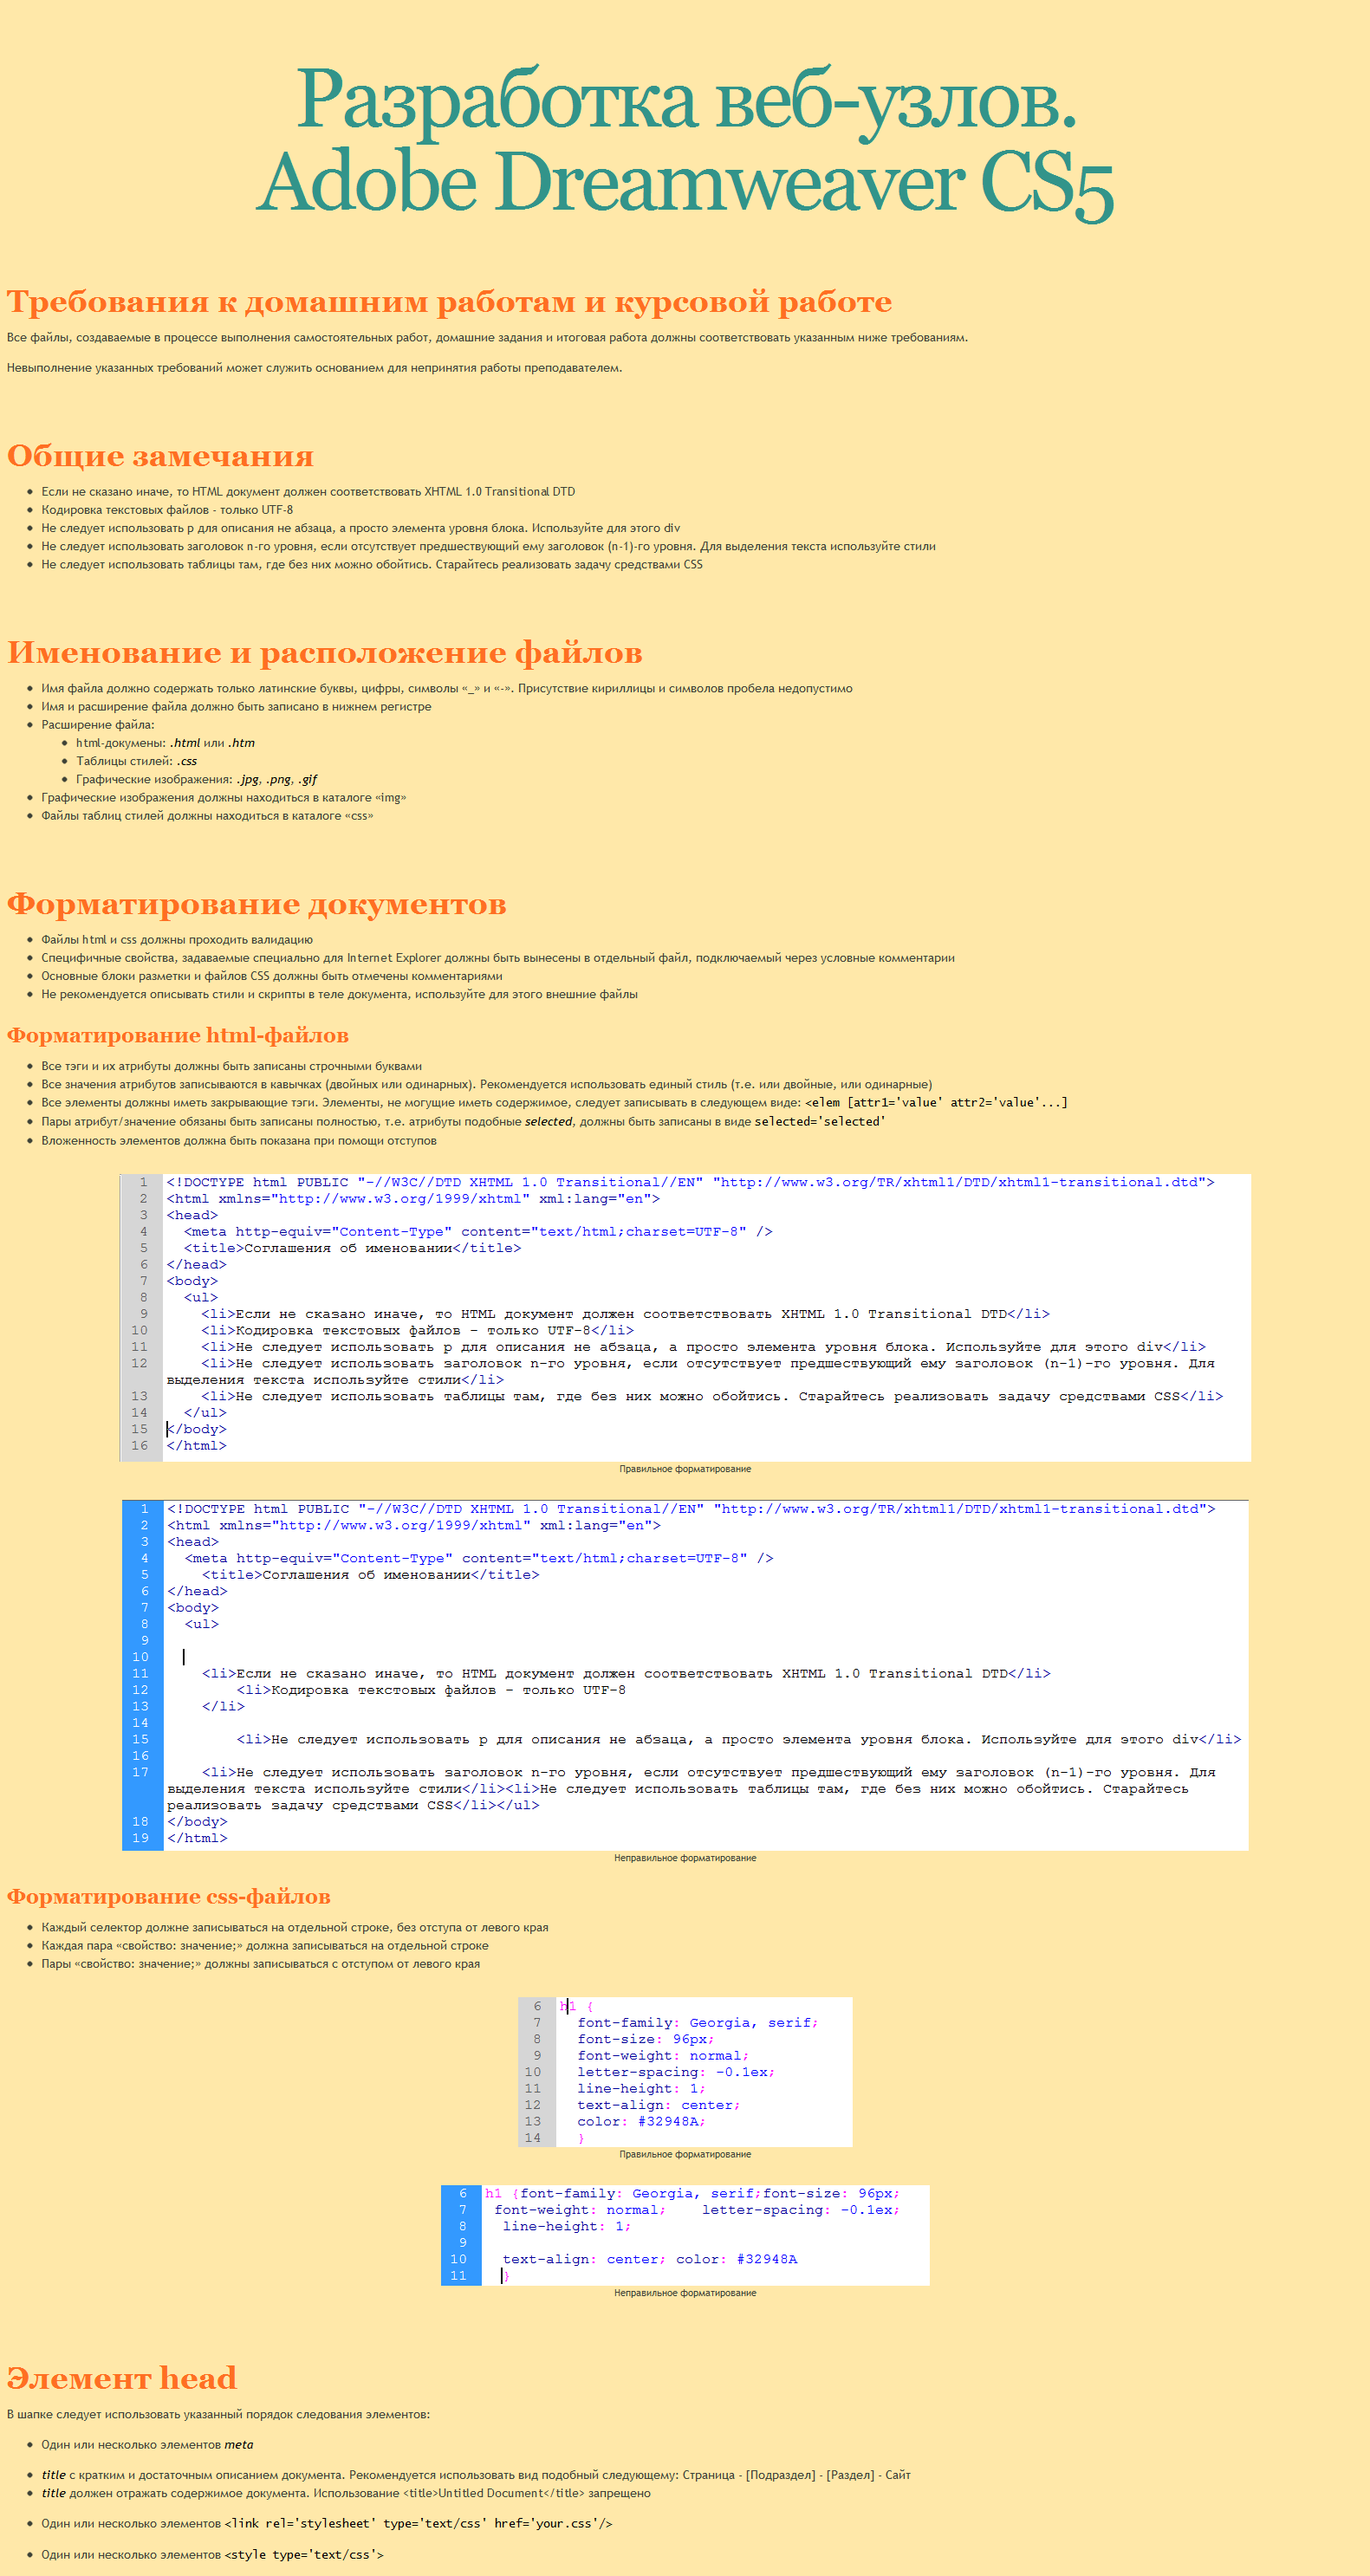 Разработка веб-узлов.
Adobe Dreamweaver CS5
Требования к домашним работам и курсовой работе
Все файлы, создаваемые в процессе выполнения самостоятельных работ, домашние задания и итоговая работа должны соответствовать указанным ниже требованиям.
Невыполнение указанных требований может служить основанием для непринятия работы преподавателем.
Общие замечания
Если не сказано иначе, то HTML документ должен соответствовать XHTML 1.0 Transitional DTD
Кодировка текстовых файлов - только UTF-8
Не следует использовать p для описания не абзаца, а просто элемента уровня блока. Используйте для этого div
Не следует использовать заголовок n-го уровня, если отсутствует предшествующий ему заголовок (n-1)-го уровня. Для выделения текста используйте стили
Не следует использовать таблицы там, где без них можно обойтись. Старайтесь реализовать задачу средствами CSS
Именование и расположение файлов
Имя файла должно содержать только латинские буквы, цифры, символы «_» и «-». Присутствие кириллицы и символов пробела недопустимо
Имя и расширение файла должно быть записано в нижнем регистре
Расширение файла:
html-докумены: .html или .htm
Таблицы стилей: .css
Графические изображения: .jpg, .png, .gif
Графические изображения должны находиться в каталоге «img»
Файлы таблиц стилей должны находиться в каталоге «css»
Форматирование документов
Файлы html и css должны проходить валидацию
Специфичные свойства, задаваемые специально для Internet Explorer должны быть вынесены в отдельный файл, подключаемый через условные комментарии
Основные блоки разметки и файлов CSS должны быть отмечены комментариями
Не рекомендуется описывать стили и скрипты в теле документа, используйте для этого внешние файлы
Форматирование html-файлов
Все тэги и их атрибуты должны быть записаны строчными буквами
Все значения атрибутов записываются в кавычках (двойных или одинарных). Рекомендуется использовать единый стиль (т.е. или двойные, или одинарные)
Все элементы должны иметь закрывающие тэги. Элементы, не могущие иметь содержимое, следует записывать в следующем виде: <elem [attr1='value' attr2='value'...]
Пары атрибут/значение обязаны быть записаны полностью, т.е. атрибуты подобные selected, должны быть записаны в виде selected='selected'
Вложенность элементов должна быть показана при помощи отступов
1 <!DOCTYPE html PUBLIC "-//W3C//DTD XHTML 1.0 Transitional//EN" "http://www.w3.org/TR/xhtml1/DTD/xhtml1-transitional.dtd">
2 <html xmlns="http://www.w3.org/1999/xhtml" xml:lang="en">
3 <head>
4 <meta http-equiv="Content-Type" content="text/html;charset=UTF-8" />
5 <title>Соглашения об именовании</title>
6 </head>
7 <body>
8 <ul>
9 <li>Если не сказано иначе, то HTML документ должен соответствовать XHTML 1.0 Transitional DTD</li>
10 <li>Кодировка текстовых файлов - только UTF-8</li>
11 <li>Не следует использовать p для описания не абзаца, а просто элемента уровня блока. Используйте для этого div</li>
12 <li>Не следует использовать заголовок n-го уровня, если отсутствует предшествующий ему заголовок (n-1)-го уровня. Для
выделения текста используйте стили</li>
13 <li>Не следует использовать таблицы там, где без них можно обойтись. Старайтесь реализовать задачу средствами CSS</li>
14 </ul>
15 </body>
16 </html>
Правильное форматирование
1 <!DOCTYPE html PUBLIC "-//W3C//DTD XHTML 1.0 Transitional//EN" "http://www.w3.org/TR/xhtml1/DTD/xhtml1-transitional.dtd">
2 <html xmlns="http://www.w3.org/1999/xhtml" xml:lang="en">
3 <head>
4 <meta http-equiv="Content-Type" content="text/html;charset=UTF-8" />
5 <title>Соглашения об именовании</title>
6 </head>
7 <body>
8 <ul>
9
10
11 <li>Если не сказано иначе, то HTML документ должен соответствовать XHTML 1.0 Transitional DTD</li>
12 <li>Кодировка текстовых файлов - только UTF-8
13 </li>
14
15 <li>Не следует использовать p для описания не абзаца, а просто элемента уровня блока. Используйте для этого div</li>
16
17 <li>Не следует использовать заголовок n-го уровня, если отсутствует предшествующий ему заголовок (n-1)-го уровня. Для
выделения текста используйте стили</li><li>Не следует использовать таблицы там, где без них можно обойтись. Старайтесь
реализовать задачу средствами CSS</li></ul>
18 </body>
19 </html>
Неправильное форматирование
Форматирование css-файлов
Каждый селектор должне записываться на отдельной строке, без отступа от левого края
Каждая пара «свойство: значение;» должна записываться на отдельной строке
Пары «свойство: значение;» должны записываться с отступом от левого края
6 h1 {
7 font-family: Georgia, serif;
8 font-size: 96px;
9 font-weight: normal;
10 letter-spacing: -0.1ex;
11 line-height: 1;
12 text-align: center;
13 color: #32948A;
14 }
Правильное форматирование
6 h1 {font-family: Georgia, serif;font-size: 96px;
7 font-weight: normal; letter-spacing: -0.1ex;
8 line-height: 1;
9
10 text-align: center; color: #32948A
11 }
Неправильное форматирование
Элемент head
В шапке следует использовать указанный порядок следования элементов:
Один или несколько элементов meta
title с кратким и достаточным описанием документа. Рекомендуется использовать вид подобный следующему: Страница - [Подраздел] - [Раздел] - Сайт
title должен отражать содержимое документа. Использование <title>Untitled Document</title> запрещено
Один или несколько элементов <link rel='stylesheet' type='text/css' href='your.css'/>
Один или несколько элементов <style type='text/css'>